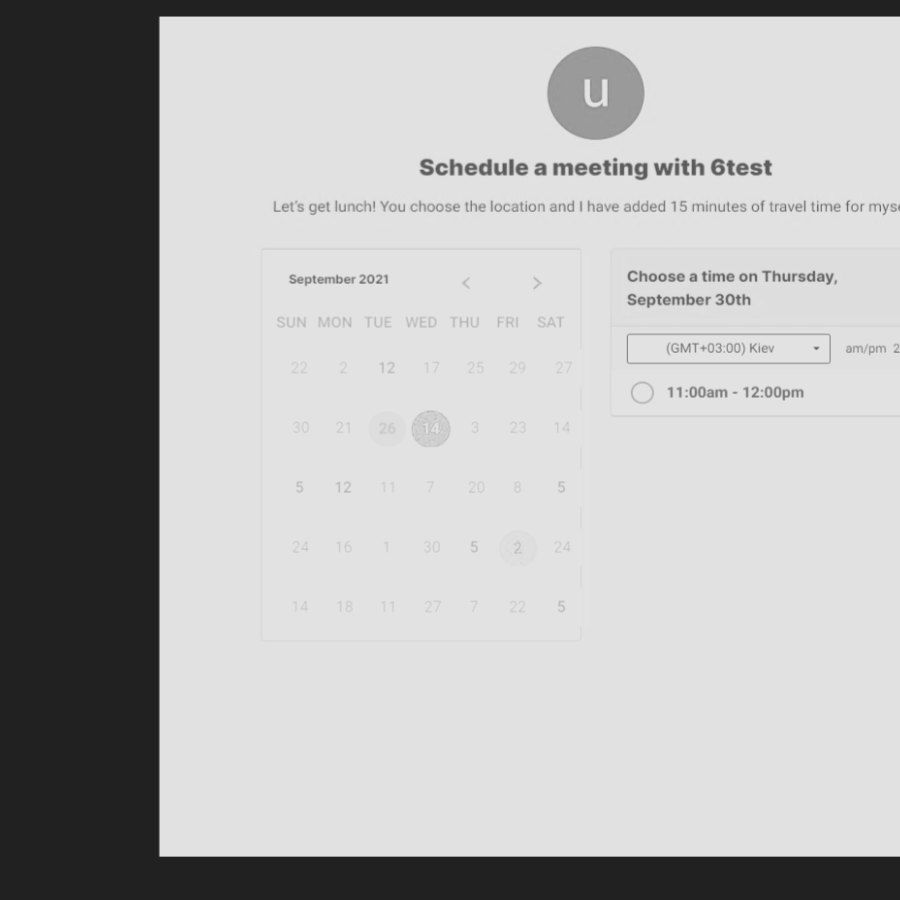 u
Schedule a meeting with 6test
Let's get lunch! You choose the location and I have added 15 minutes of travel time for
September 2021 < >
SUN MON TUE WED THU FRI SAT
22 2 12 17 25 29 27
30 21 26 14 3 23 14
5 12 11 7 20 8 5
24 16 1 30 5 2 24
14 18 11 27 7 22 5
Choose a time on Thursday,
September 30th
(GMT+03:00) Kiev am/pm 2
11:00am - 12:00pm